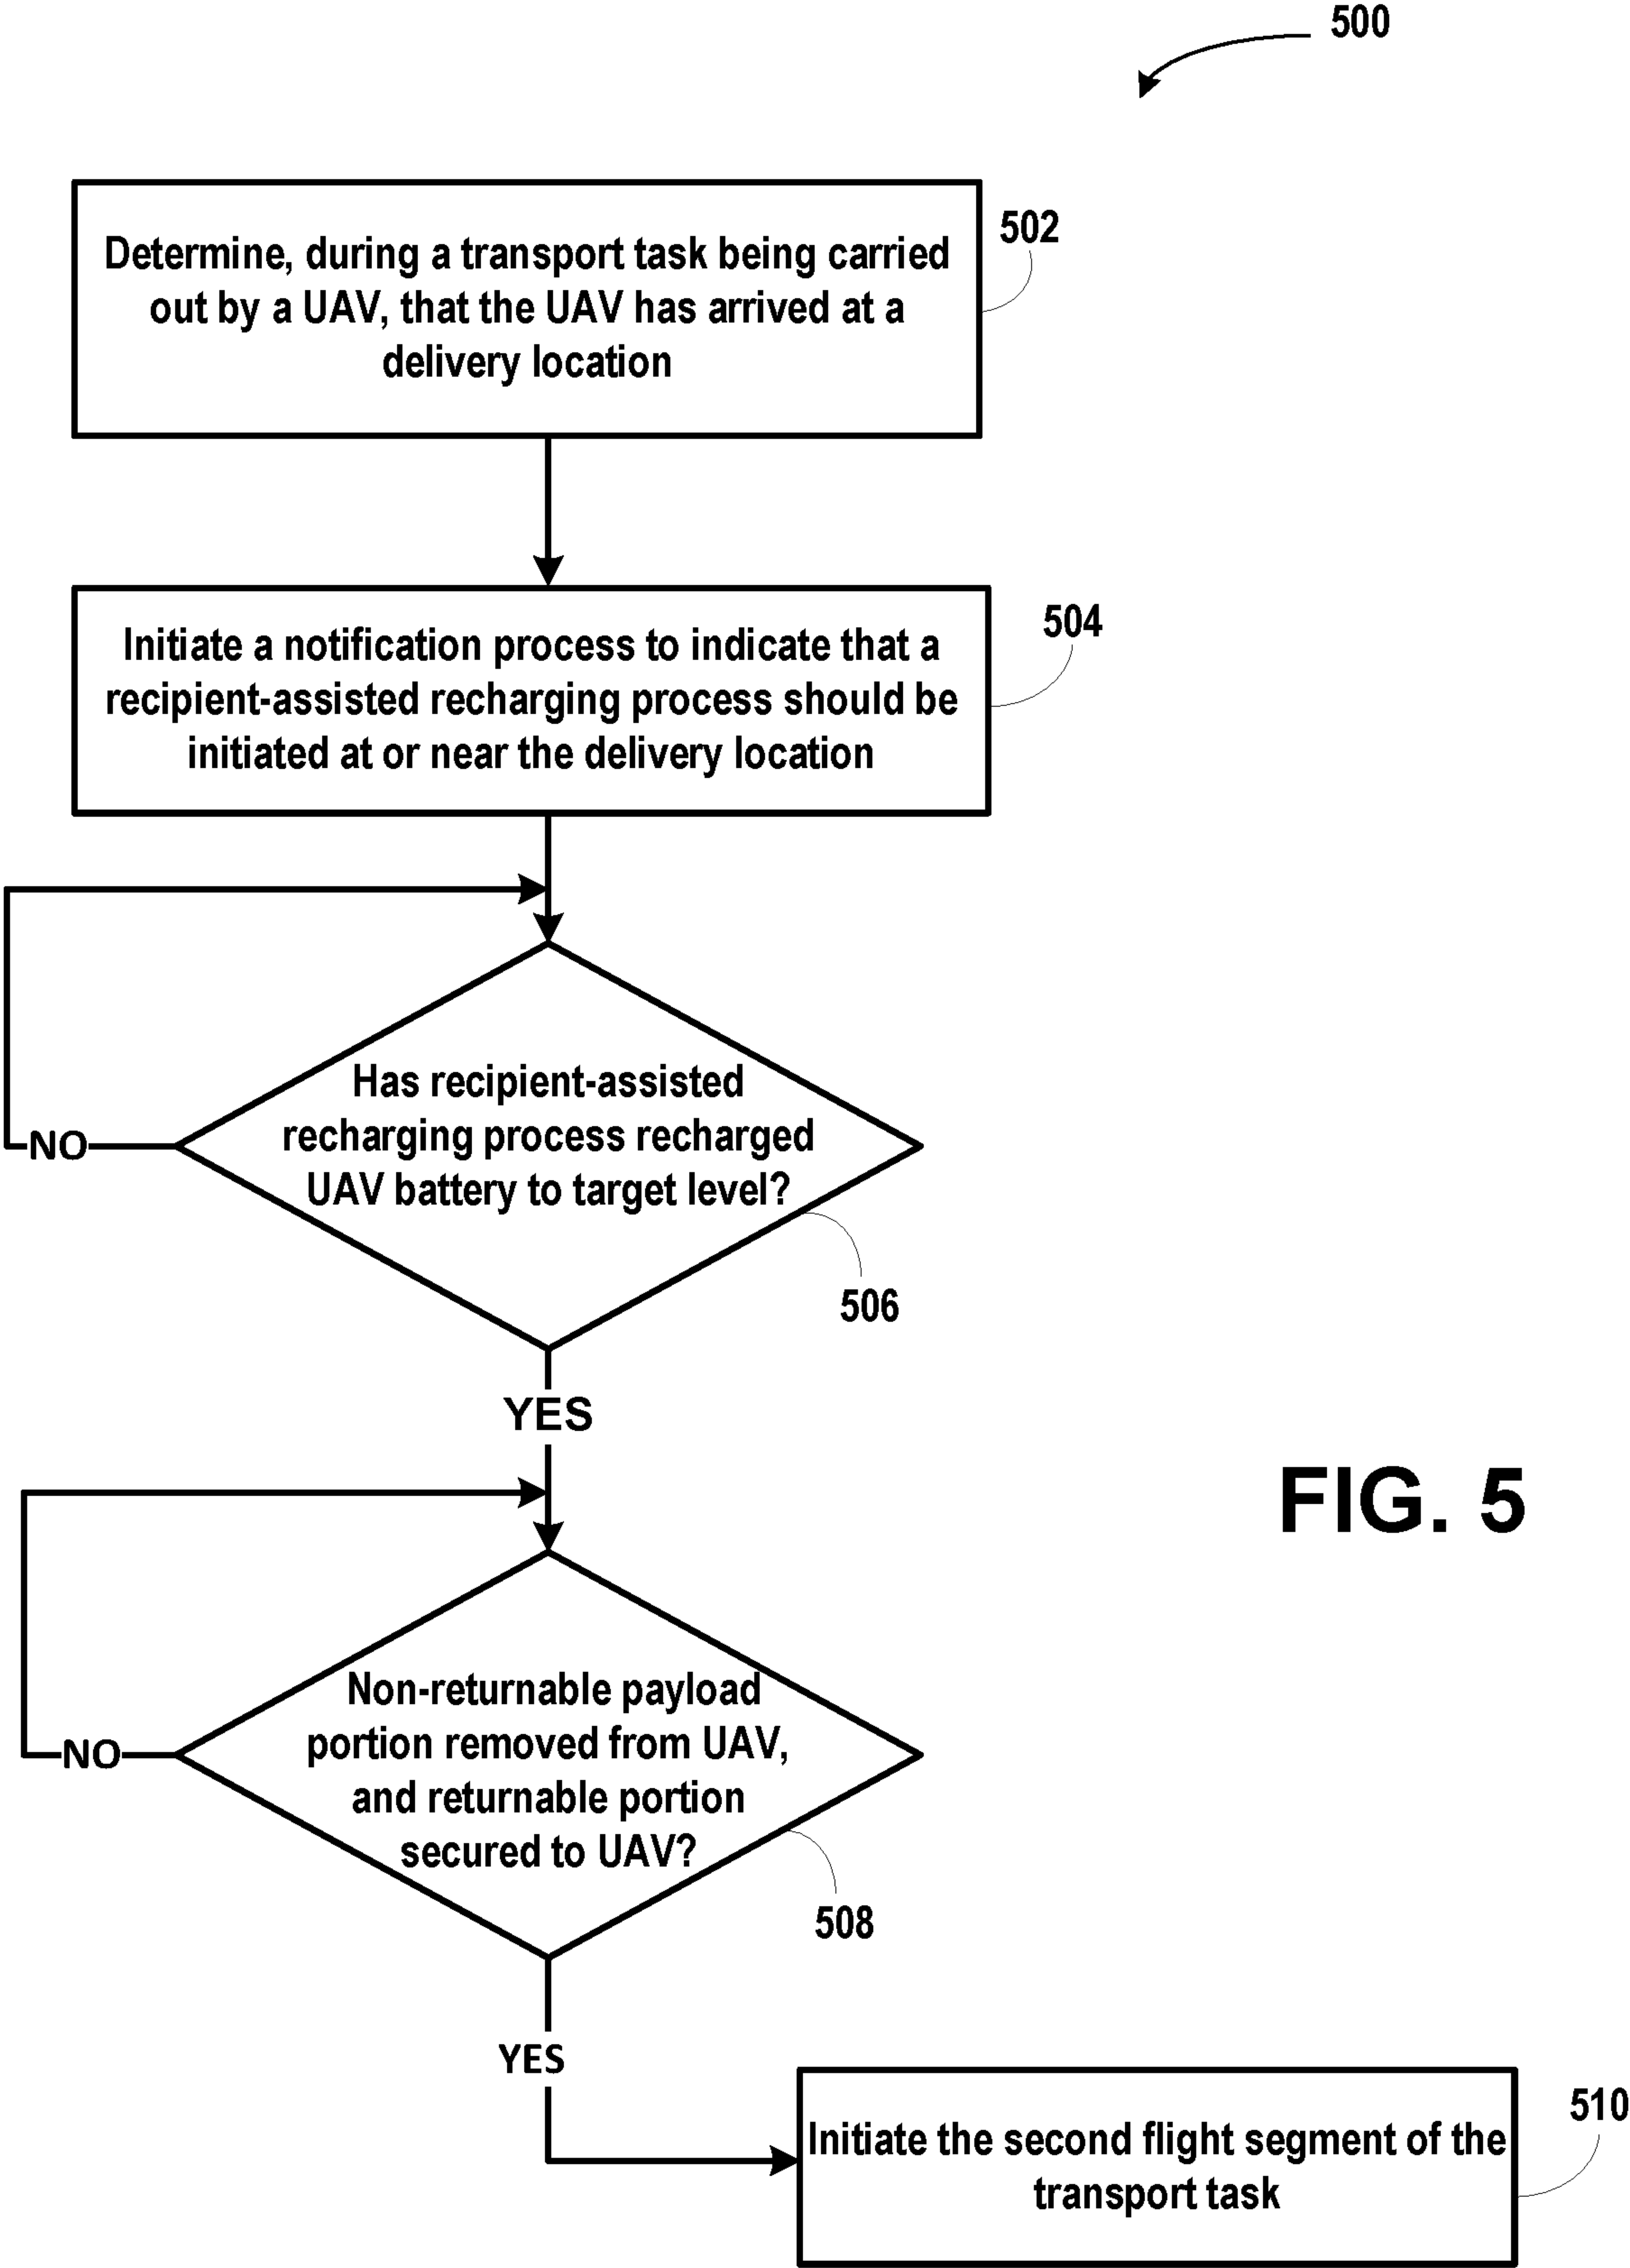 500
Determine, during a transport task being carried
out by a UAV, that the UAV has arrived at a
delivery location
502
Initiate a notification process to indicate that a
recipient-assisted recharging process should be
initiated at or near the delivery location
504
Has recipient-assisted
recharging process recharged
UAV battery to target level?
NO
506
YES
FIG. 5
Non-returnable payload
portion removed from UAV,
and returnable portion
secured to UAV?
NO
508
YES
Initiate the second flight segment of the
transport task
510